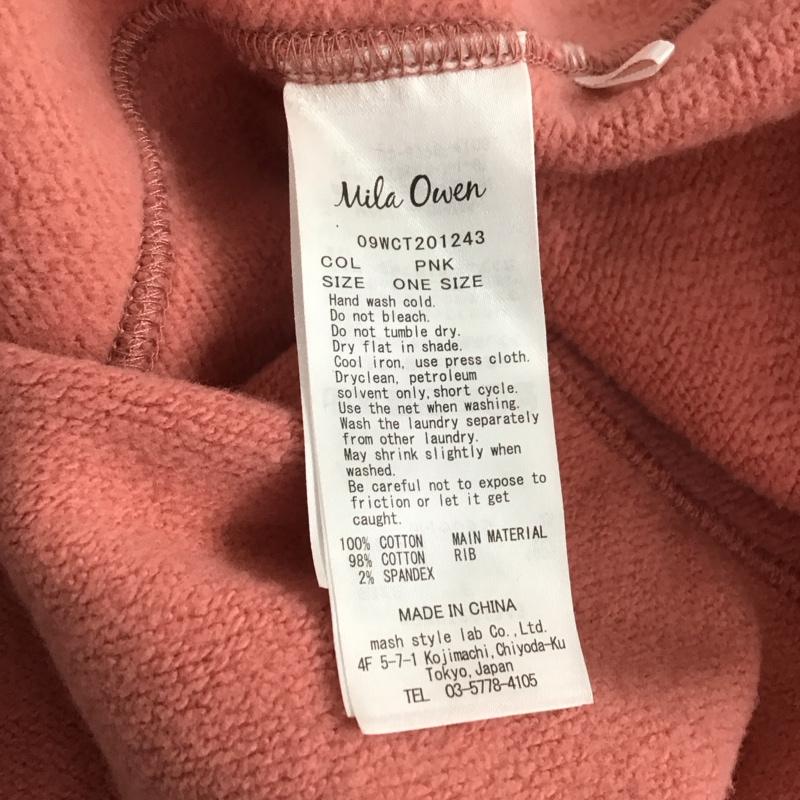 Mila Owen
09WCT201243
COL PNK
SIZE ONE SIZE
Hand wash cold.
Do not bleach.
Do not tumble dry.
Dry flat in shade.
Cool iron, use press cloth.
Dryclean, petroleum
solvent only,short cycle.
Use the net when washing.
Wash the laundry separately
from other laundry.
May shrink slightly when
washed.
Be careful not to expose to
friction or let it get
caught.
100% COTTON MAIN MATERIAL
98% COTTON RIB
2% SPANDEX
MADE IN CHINA
mash style lab Co.,Ltd.
4F 5-7-1 Kojimachi,Chiyoda-Ku
Tokyo,Japan
TEL 03-5778-4105